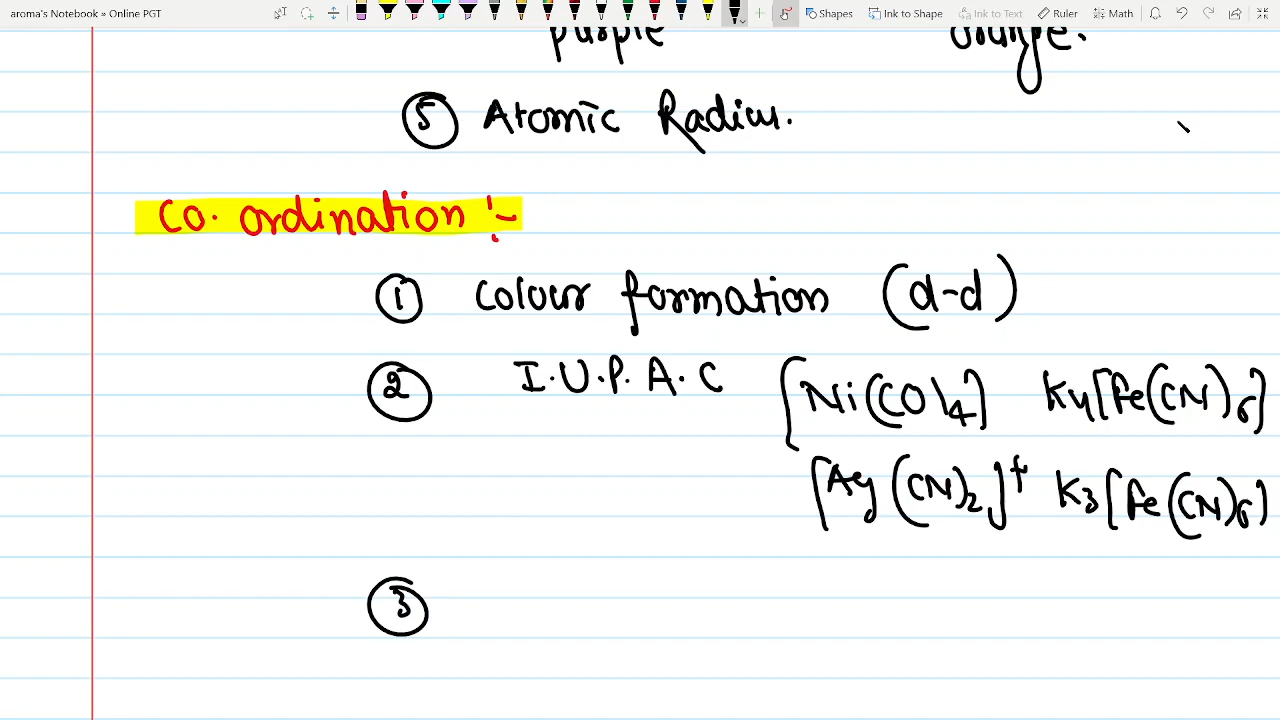 aroma's Notebook » Online PGT
Shapes Ink to Shape Ink to Text Ruler Math
purple orange.
5 Atomic Radius.
Co. ordination :-
1 Colour formation (d-d)
2 I.U.P.A.C [Ni(CO)4] K4[Fe(CN)6]
[Ag(CN)2]+ K3[Fe(CN)6]
3